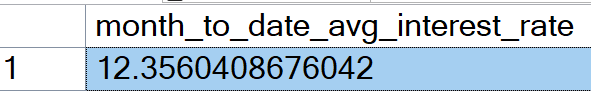 month_to_date_avg_interest_rate
1 12.3560408676042